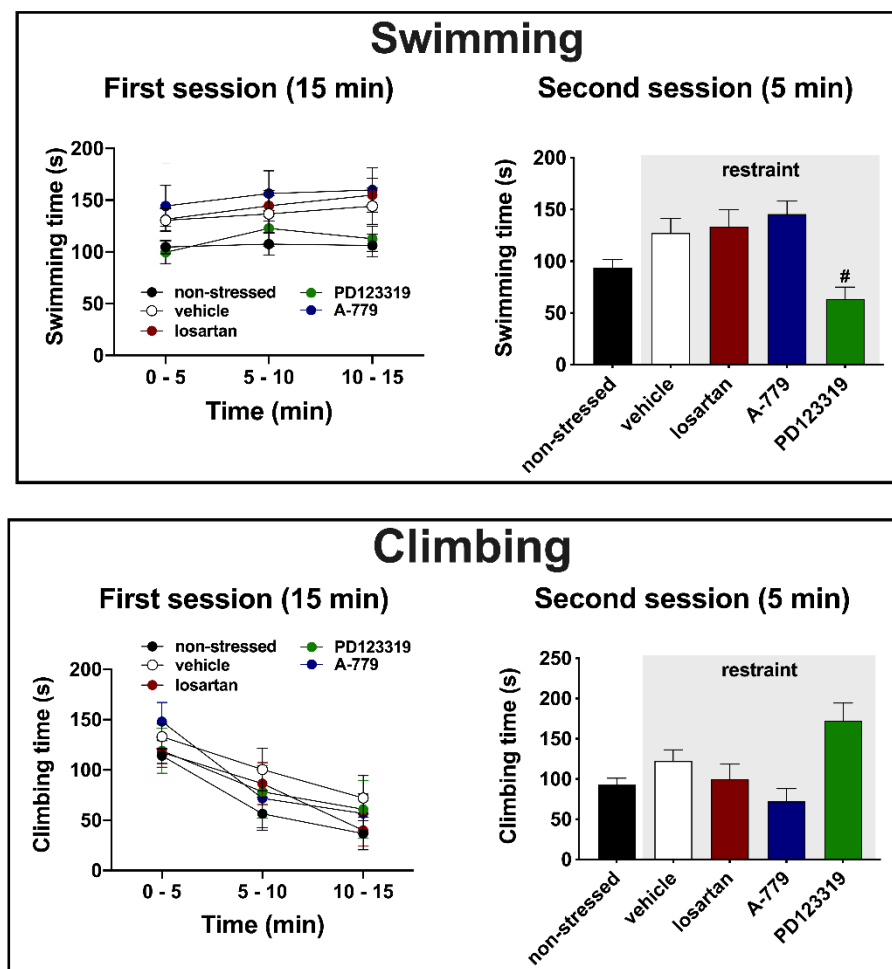 Swimming
First session (15 min)
Second session (5 min)
Swimming time (s)
200
150
100
50
0
non-stressed
vehicle
losartan
PD123319
A-779
0 - 5
5 - 10
10 - 15
Time (min)
Swimming time (s)
200
150
100
50
0
restraint
#
non-stressed
vehicle
losartan
A-779
PD123319
Climbing
First session (15 min)
Second session (5 min)
non-stressed
vehicle
losartan
PD123319
A-779
Climbing time (s)
200
150
100
50
0
0 - 5
5 - 10
10 - 15
Time (min)
Climbing time (s)
250
200
150
100
50
0
restraint
non-stressed
vehicle
losartan
A-779
PD123319